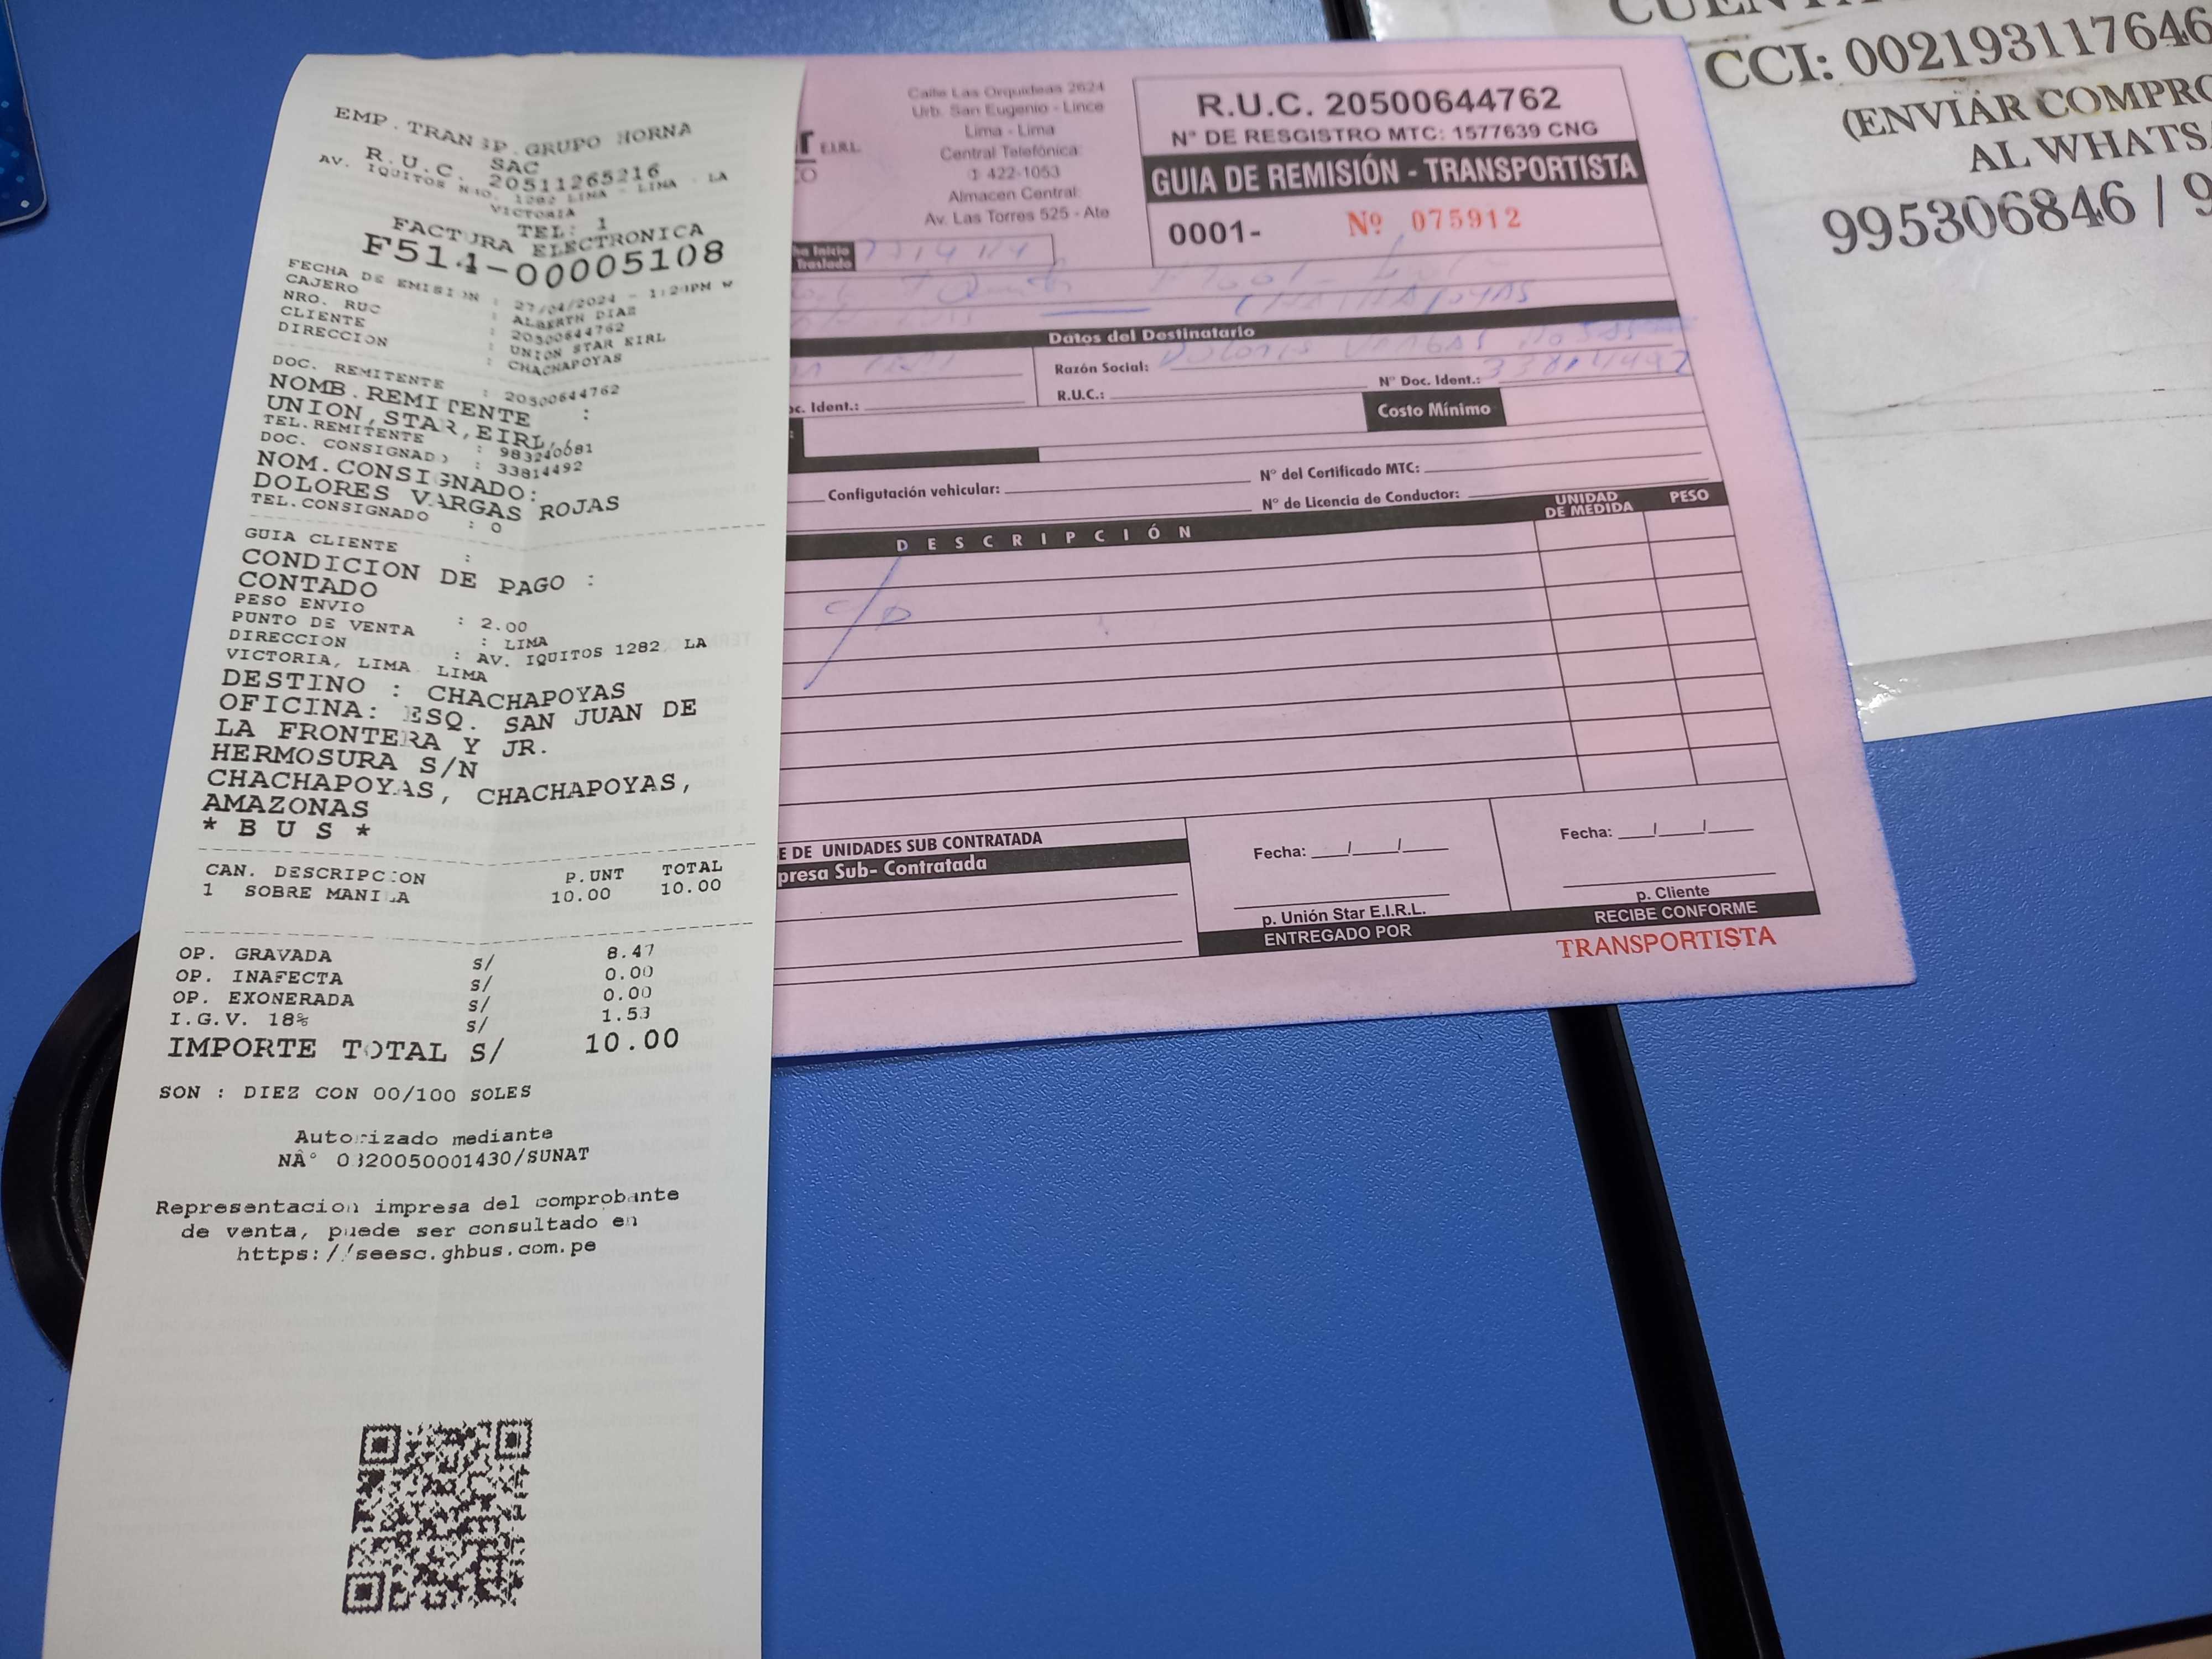 EMP.TRANSP.GRUPO HORNA
SAC
R.U.C. 20511265216
AV. IQUITOS NRO. 1282 LIMA - LIMA - LA
VICTORIA
TEL: 1
FACTURA ELECTRONICA
F514-00005108
FECHA DE EMISION : 27/04/2024 - 1:29PM W
CAJERO : ALBERTH DIAZ
NRO. RUC : 20500644762
CLIENTE : UNION STAR EIRL
DIRECCION : CHACHAPOYAS
DOC. REMITENTE : 20500644762
NOMB.REMITENTE :
UNION,STAR,EIRL,
TEL.REMITENTE : 983240681
DOC. CONSIGNADO : 33814492
NOM.CONSIGNADO:
DOLORES VARGAS ROJAS
TEL.CONSIGNADO : 0
GUIA CLIENTE :
CONDICION DE PAGO :
CONTADO
PESO ENVIO : 2.00
PUNTO DE VENTA : LIMA
DIRECCION : AV. IQUITOS 1282 LA
VICTORIA, LIMA LIMA
DESTINO : CHACHAPOYAS
OFICINA: ESQ. SAN JUAN DE
LA FRONTERA Y JR.
HERMOSURA S/N
CHACHAPOYAS, CHACHAPOYAS,
AMAZONAS
* B U S *
CAN. DESCRIPCION P.UNT TOTAL
1 SOBRE MANILA 10.00 10.00
OP. GRAVADA S/ 8.47
OP. INAFECTA S/ 0.00
OP. EXONERADA S/ 0.00
I.G.V. 18% S/ 1.53
IMPORTE TOTAL S/ 10.00
SON : DIEZ CON 00/100 SOLES
Autorizado mediante
NÂ° 0320050001430/SUNAT
Representacion impresa del comprobante
de venta, puede ser consultado en
https://seesc.ghbus.com.pe
E.I.R.L.
Calle Las Orquideas 2624
Urb. San Eugenio - Lince
Lima - Lima
Central Telefónica:
422-1053
Almacen Central:
Av. Las Torres 525 - Ate
R.U.C. 20500644762
N° DE RESGISTRO MTC: 1577639 CNG
GUIA DE REMISIÓN - TRANSPORTISTA
0001- Nº 075912
Inicio
Traslado
CHACHAPOYAS
Datos del Destinatario
Razón Social: Dolores Vargas Rojas
R.U.C.: N° Doc. Ident.: 33814492
Ident.:
Costo Mínimo
N° del Certificado MTC:
Configutación vehicular:
N° de Licencia de Conductor:
DESCRIPCIÓN UNIDAD DE MEDIDA PESO
E DE UNIDADES SUB CONTRATADA
presa Sub- Contratada
Fecha: / /
p. Unión Star E.I.R.L.
ENTREGADO POR
Fecha: / /
p. Cliente
RECIBE CONFORME
TRANSPORTISTA
CCI: 002193117646
(ENVIAR COMPRO
AL WHATS
995306846 / 9